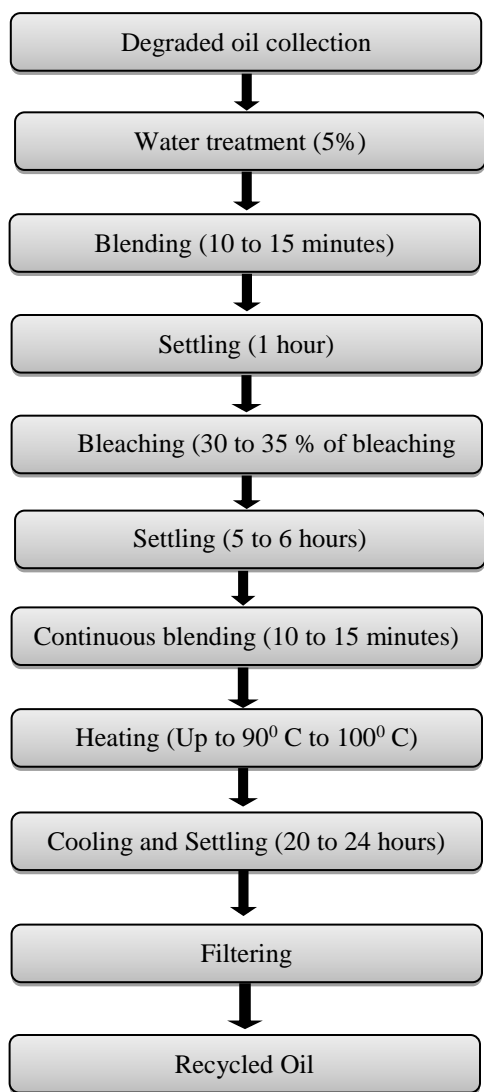 Degraded oil collection
Water treatment (5%)
Blending (10 to 15 minutes)
Settling (1 hour)
Bleaching (30 to 35 % of bleaching
Settling (5 to 6 hours)
Continuous blending (10 to 15 minutes)
Heating (Up to 90⁰ C to 100⁰ C)
Cooling and Settling (20 to 24 hours)
Filtering
Recycled Oil